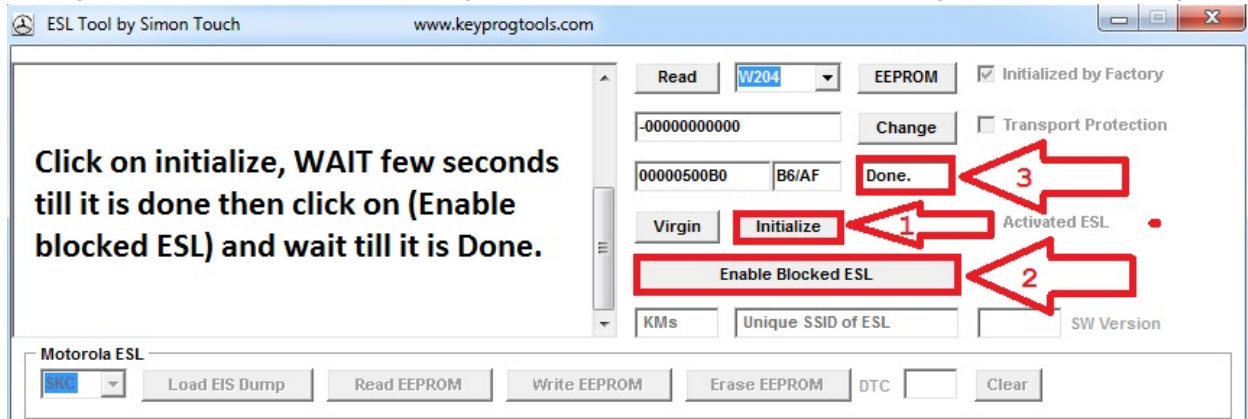 ESL Tool by Simon Touch www.keyprogtools.com
Read W204 EEPROM Initialized by Factory
-00000000000 Change Transport Protection
Click on initialize, WAIT few seconds
till it is done then click on (Enable
blocked ESL) and wait till it is Done.
00000500B0 B6/AF Done. 3
Virgin Initialize 1 Activated ESL
Enable Blocked ESL 2
KMs Unique SSID of ESL SW Version
Motorola ESL
SKC Load EIS Dump Read EEPROM Write EEPROM Erase EEPROM DTC Clear